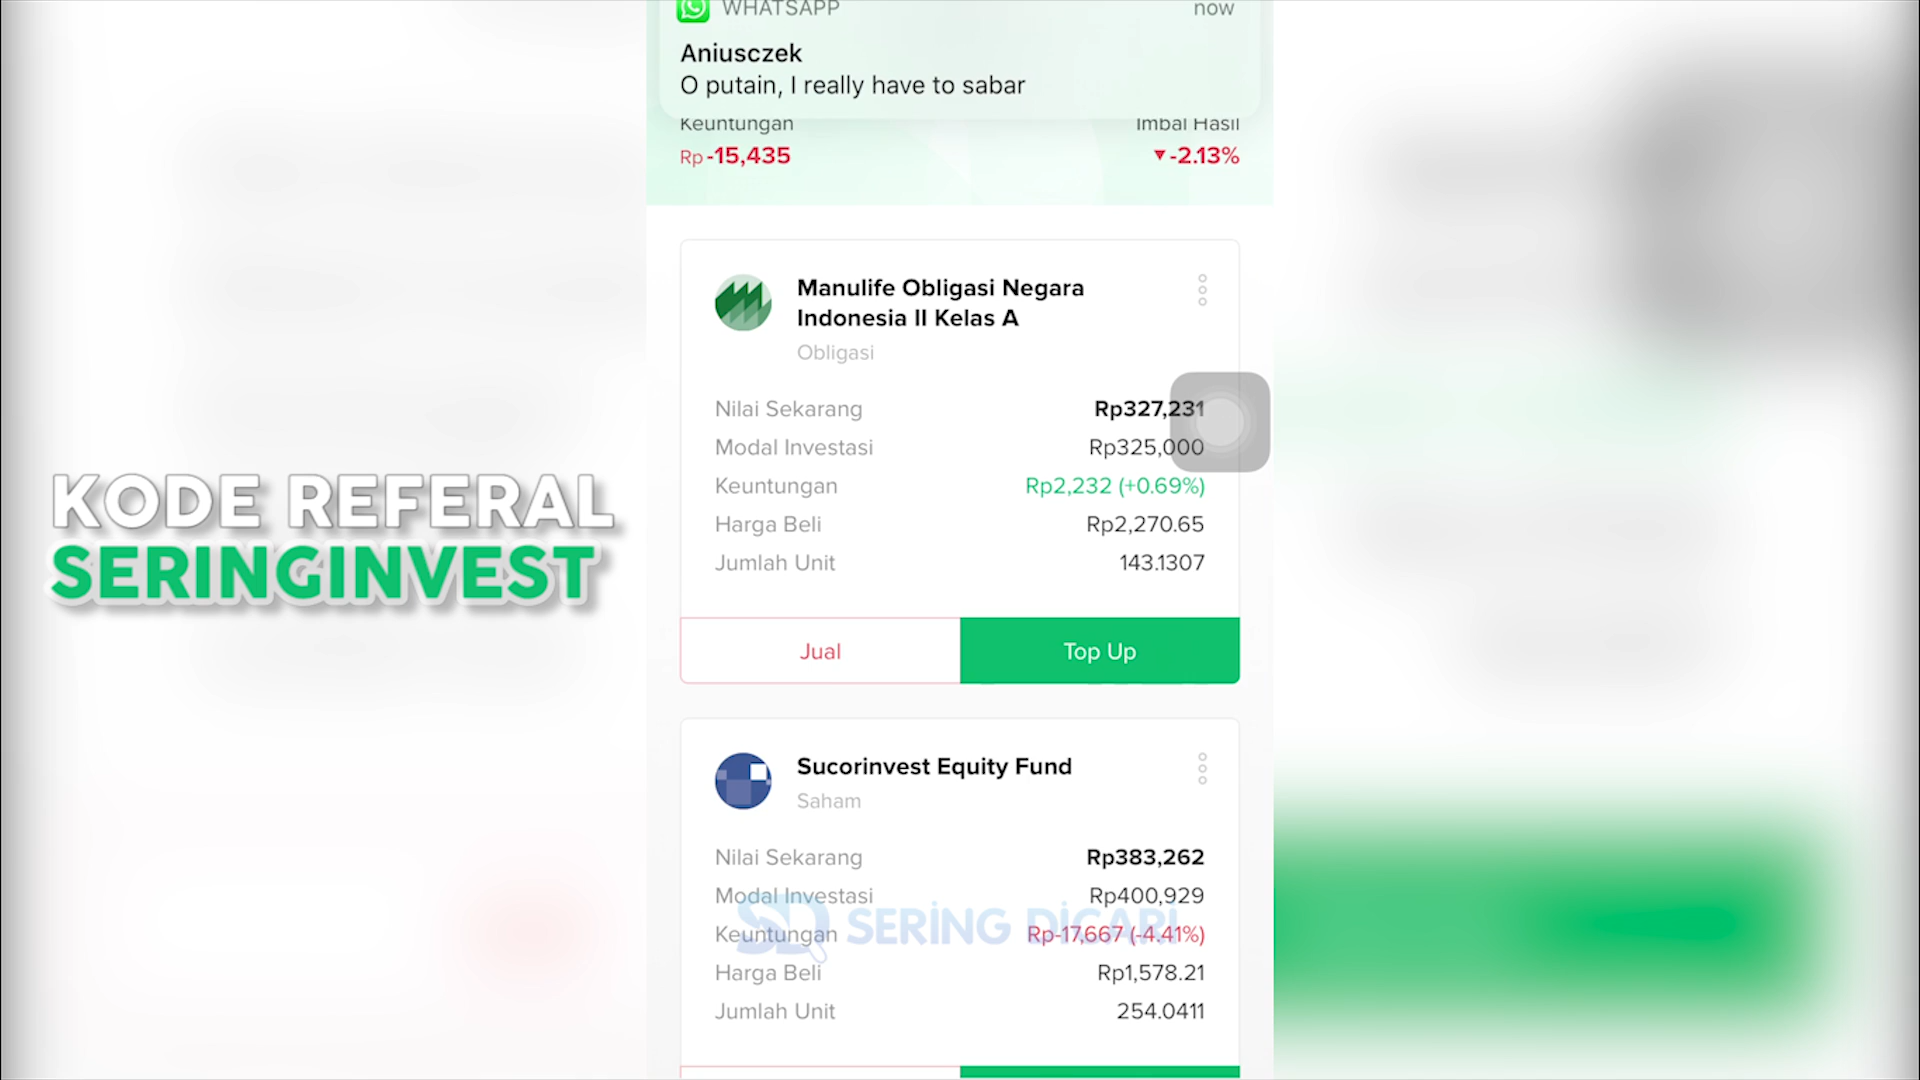 WHATSAPP now
Aniusczek
O putain, I really have to sabar
Keuntungan Imbal Hasil
Rp -15,435 ▼-2.13%
Manulife Obligasi Negara
Indonesia II Kelas A
Obligasi
Nilai Sekarang Rp327,231
Modal Investasi Rp325,000
Keuntungan Rp2,232 (+0.69%)
Harga Beli Rp2,270.65
Jumlah Unit 143.1307
Jual Top Up
KODE REFERAL
SERINGINVEST
Sucorinvest Equity Fund
Saham
Nilai Sekarang Rp383,262
Modal Investasi Rp400,929
SD SERING DICARI
Keuntungan Rp-17,667 (-4.41%)
Harga Beli Rp1,578.21
Jumlah Unit 254.0411